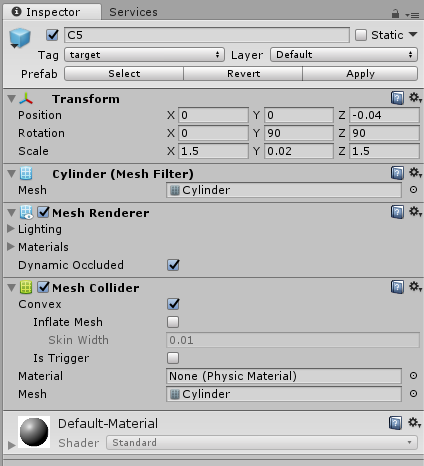 Inspector Services
C5 Static
Tag target Layer Default
Prefab Select Revert Apply
Transform
Position X 0 Y 0 Z -0.04
Rotation X 0 Y 90 Z 90
Scale X 1.5 Y 0.02 Z 1.5
Cylinder (Mesh Filter)
Mesh Cylinder
Mesh Renderer
Lighting
Materials
Dynamic Occluded
Mesh Collider
Convex
Inflate Mesh
Skin Width 0.01
Is Trigger
Material None (Physic Material)
Mesh Cylinder
Default-Material
Shader Standard